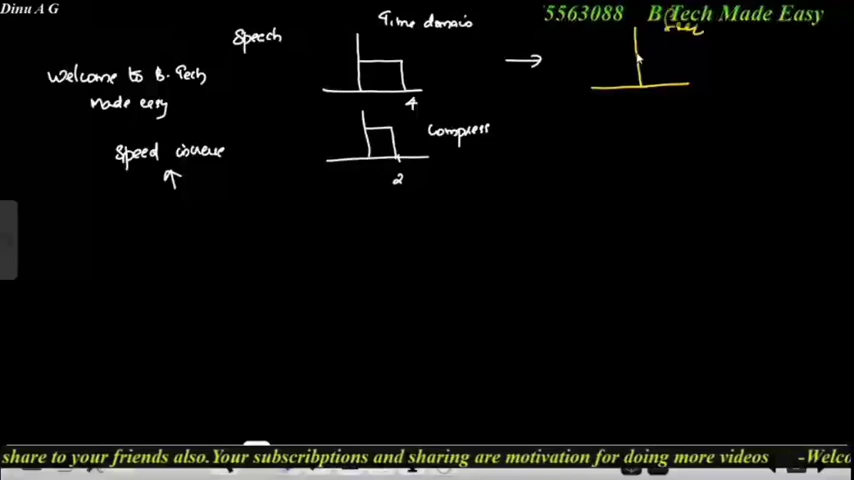 Dinu A G
5563088 B Tech Made Easy
Time domain
Speech
freq
Welcome to B.Tech
made easy
4
Compress
Speed increase
2
share to your friends also.Your subscribptions and sharing are motivation for doing more videos -Welco